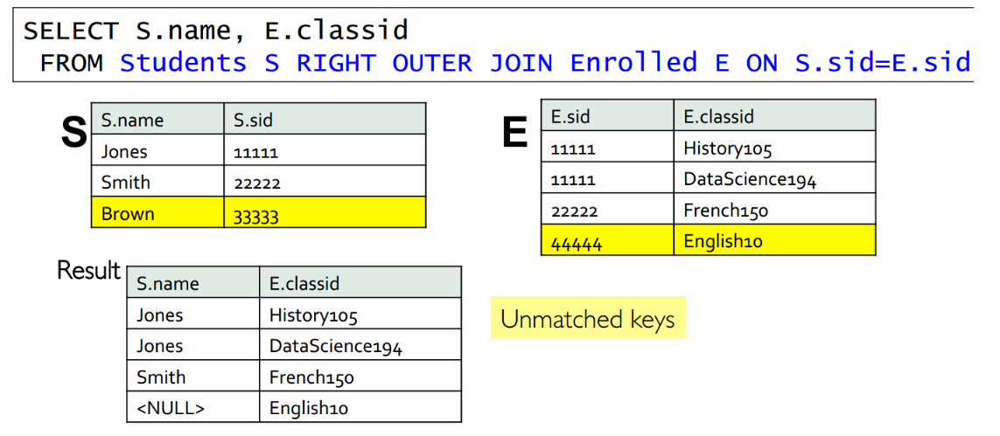 SELECT S.name, E.classid
FROM Students S RIGHT OUTER JOIN Enrolled E ON S.sid=E.sid
S
S.name S.sid
Jones 11111
Smith 22222
Brown 33333
E
E.sid E.classid
11111 History105
11111 DataScience194
22222 French150
44444 English10
Result
S.name E.classid
Jones History105
Jones DataScience194
Smith French150
<NULL> English10
Unmatched keys